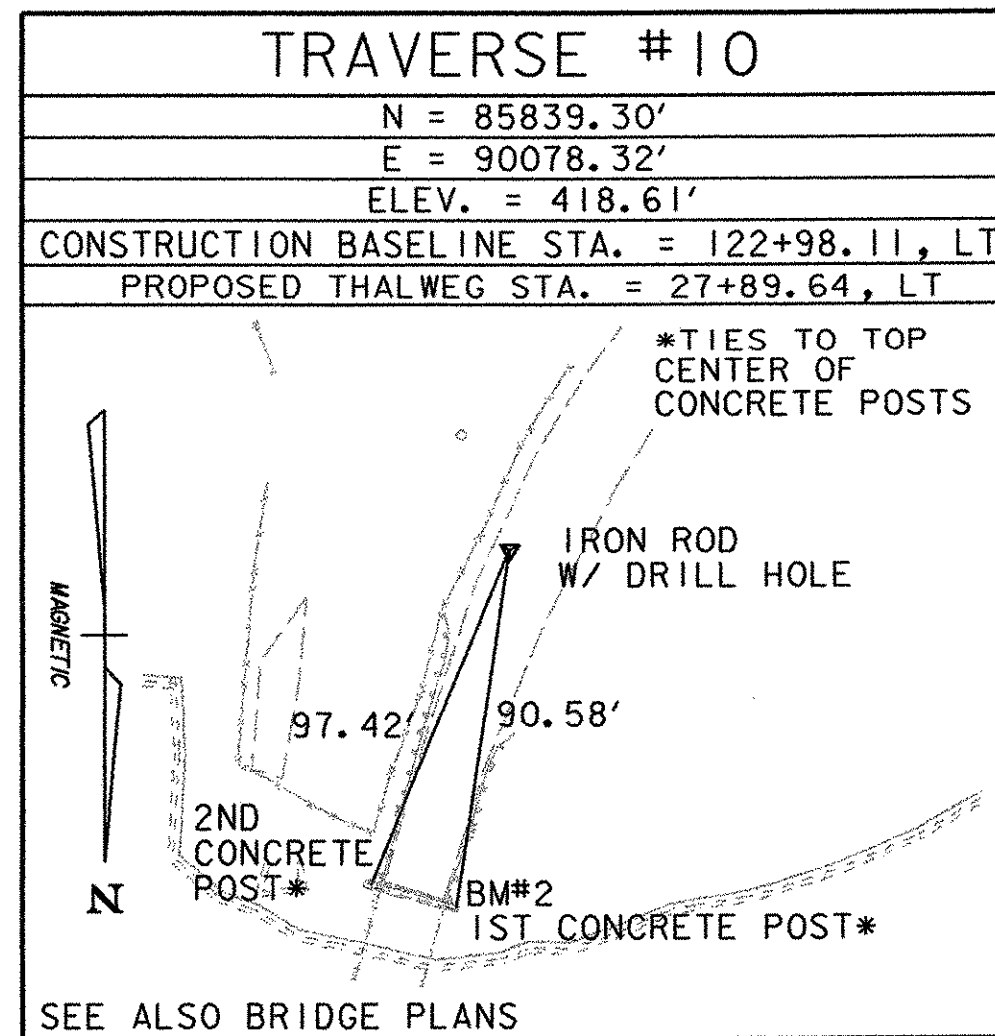 TRAVERSE #10
N = 85839.30'
E = 90078.32'
ELEV. = 418.61'
CONSTRUCTION BASELINE STA. = 122+98.11, LT
PROPOSED THALWEG STA. = 27+89.64, LT
*TIES TO TOP
CENTER OF
CONCRETE POSTS
IRON ROD
W/ DRILL HOLE
MAGNETIC
N
97.42'
90.58'
2ND
CONCRETE
POST*
BM#2
1ST CONCRETE POST*
SEE ALSO BRIDGE PLANS